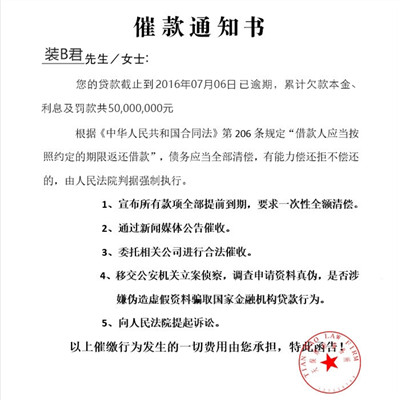 催款通知书
装B君先生／女士：
您的贷款截止到2016年07月06日已逾期，累计欠款本金、
利息及罚款共50,000,000元
根据《中华人民共和国合同法》第 206 条规定“借款人应当按
照约定的期限返还借款”，债务应当全部清偿，有能力偿还拒不偿还
的，由人民法院判据强制执行。
1、宣布所有款项全部提前到期，要求一次性全额清偿。
2、通过新闻媒体公告催收。
3、委托相关公司进行合法催收。
4、移交公安机关立案侦察，调查申请资料真伪，是否涉
嫌伪造虚假资料骗取国家金融机构贷款行为。
5、向人民法院提起诉讼。
以上催缴行为发生的一切费用由您承担，特此函告！
LAW FIRM